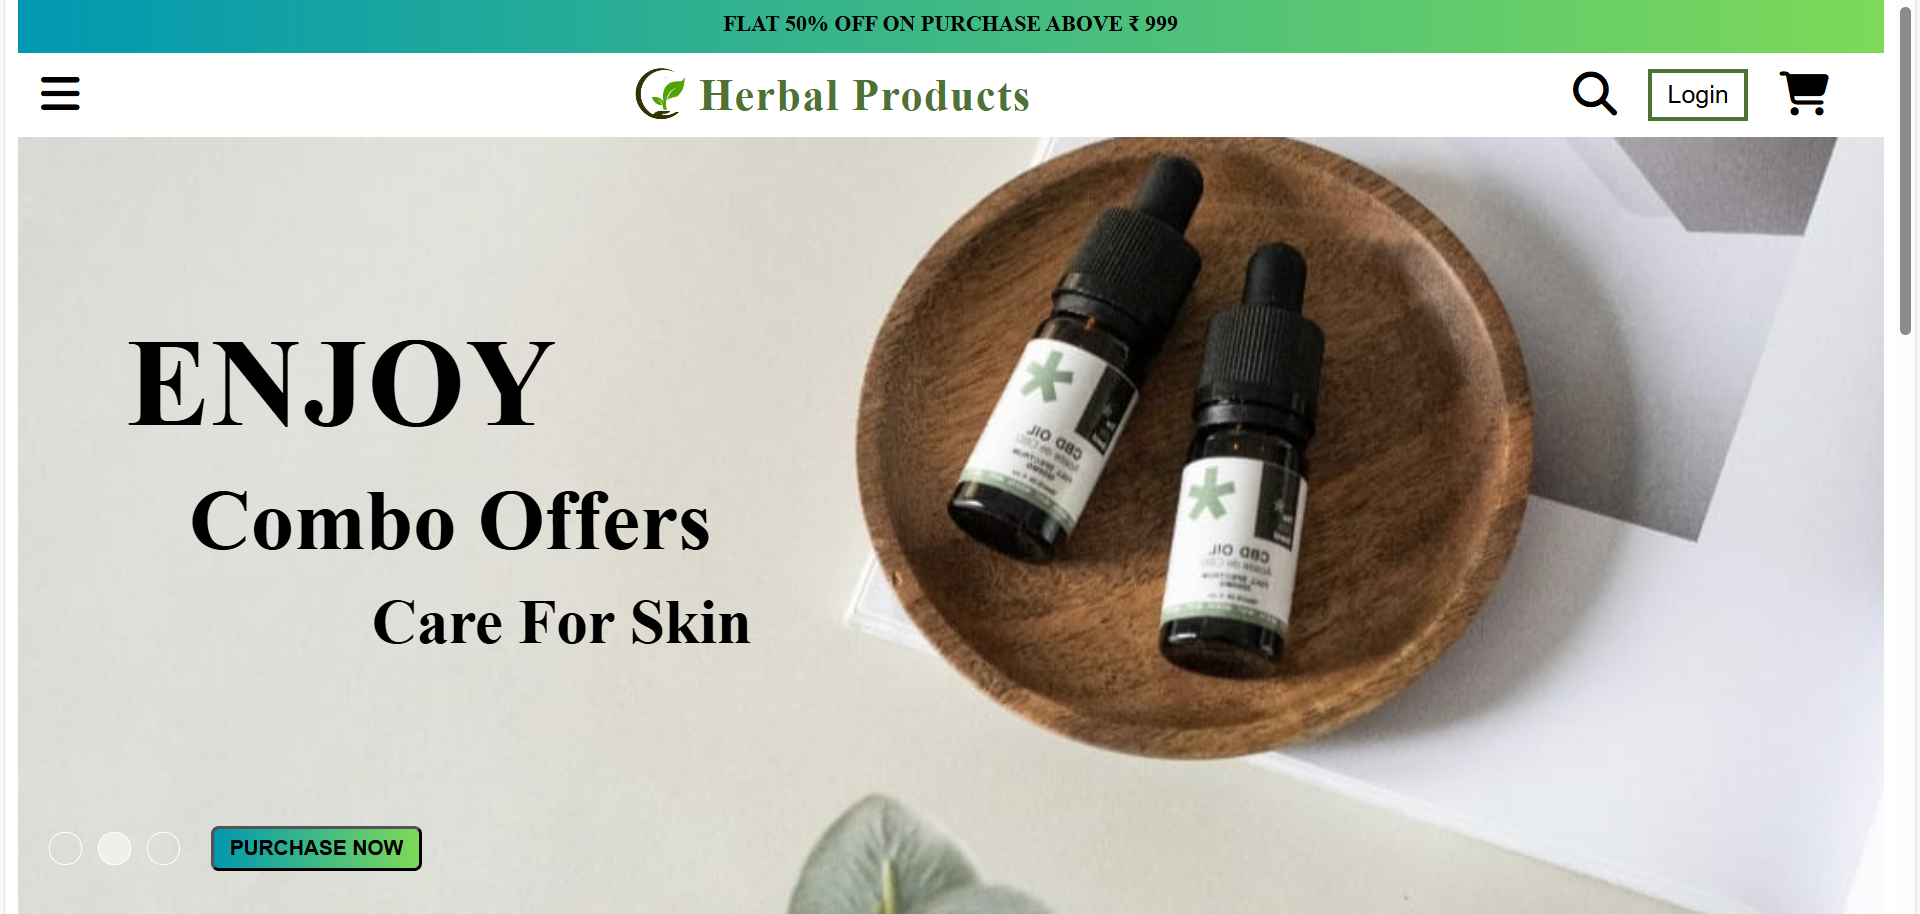 FLAT 50% OFF ON PURCHASE ABOVE ₹ 999
Herbal Products
Login
ENJOY
Combo Offers
Care For Skin
CBD OIL
CBD OIL
PURCHASE NOW